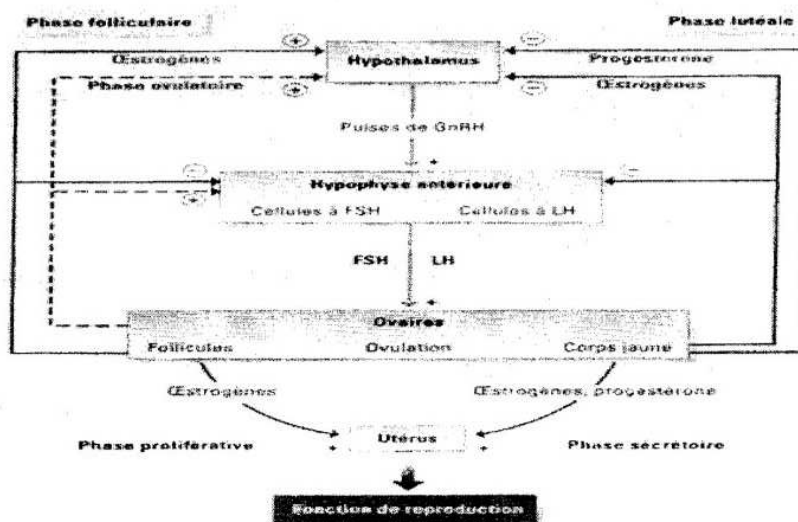 Phase folliculaire
Phase lutéale
Œstrogènes
Hypothalamus
Progesterone
Phase ovulatoire
Œstrogènes
Pulses de GnRH
Hypophyse antérieure
Cellules à FSH Cellules à LH
FSH LH
Ovaires
Follicules Ovulation Corps jaune
Œstrogènes
Œstrogènes, progestérone
Phase proliférative
Utérus
Phase sécrétoire
Fonction de reproduction